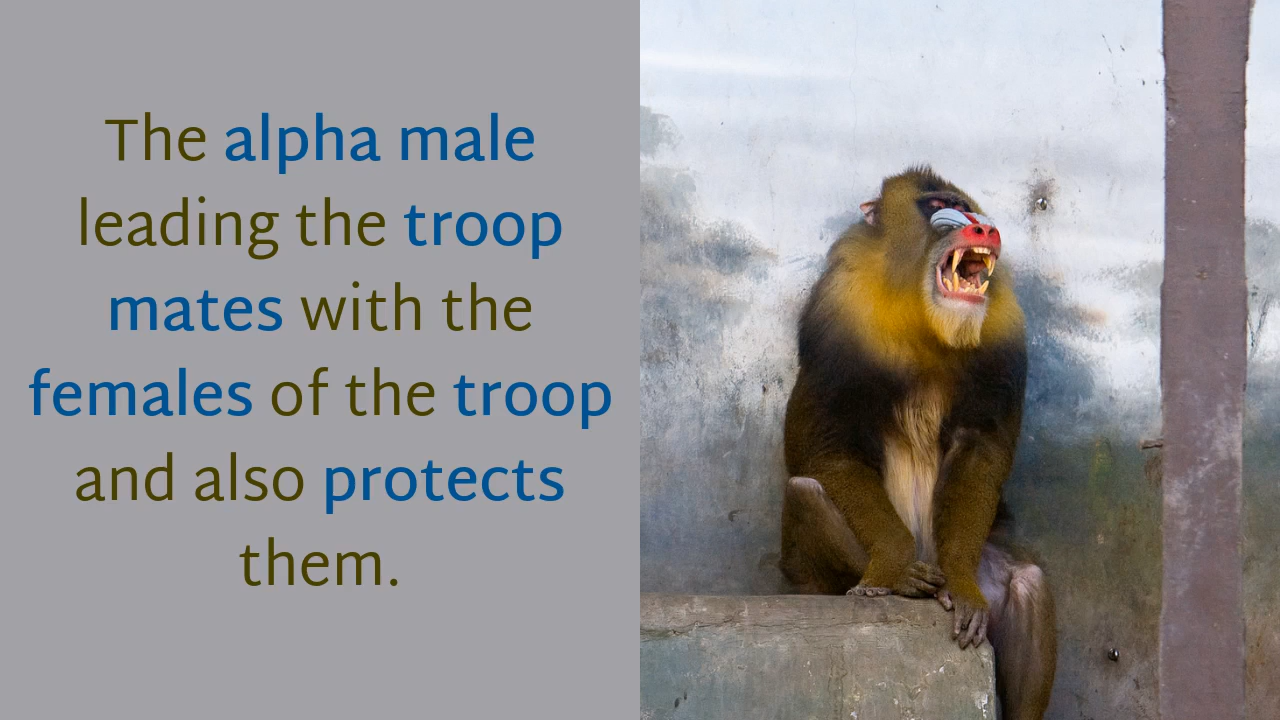 The alpha male
leading the troop
mates with the
females of the troop
and also protects
them.